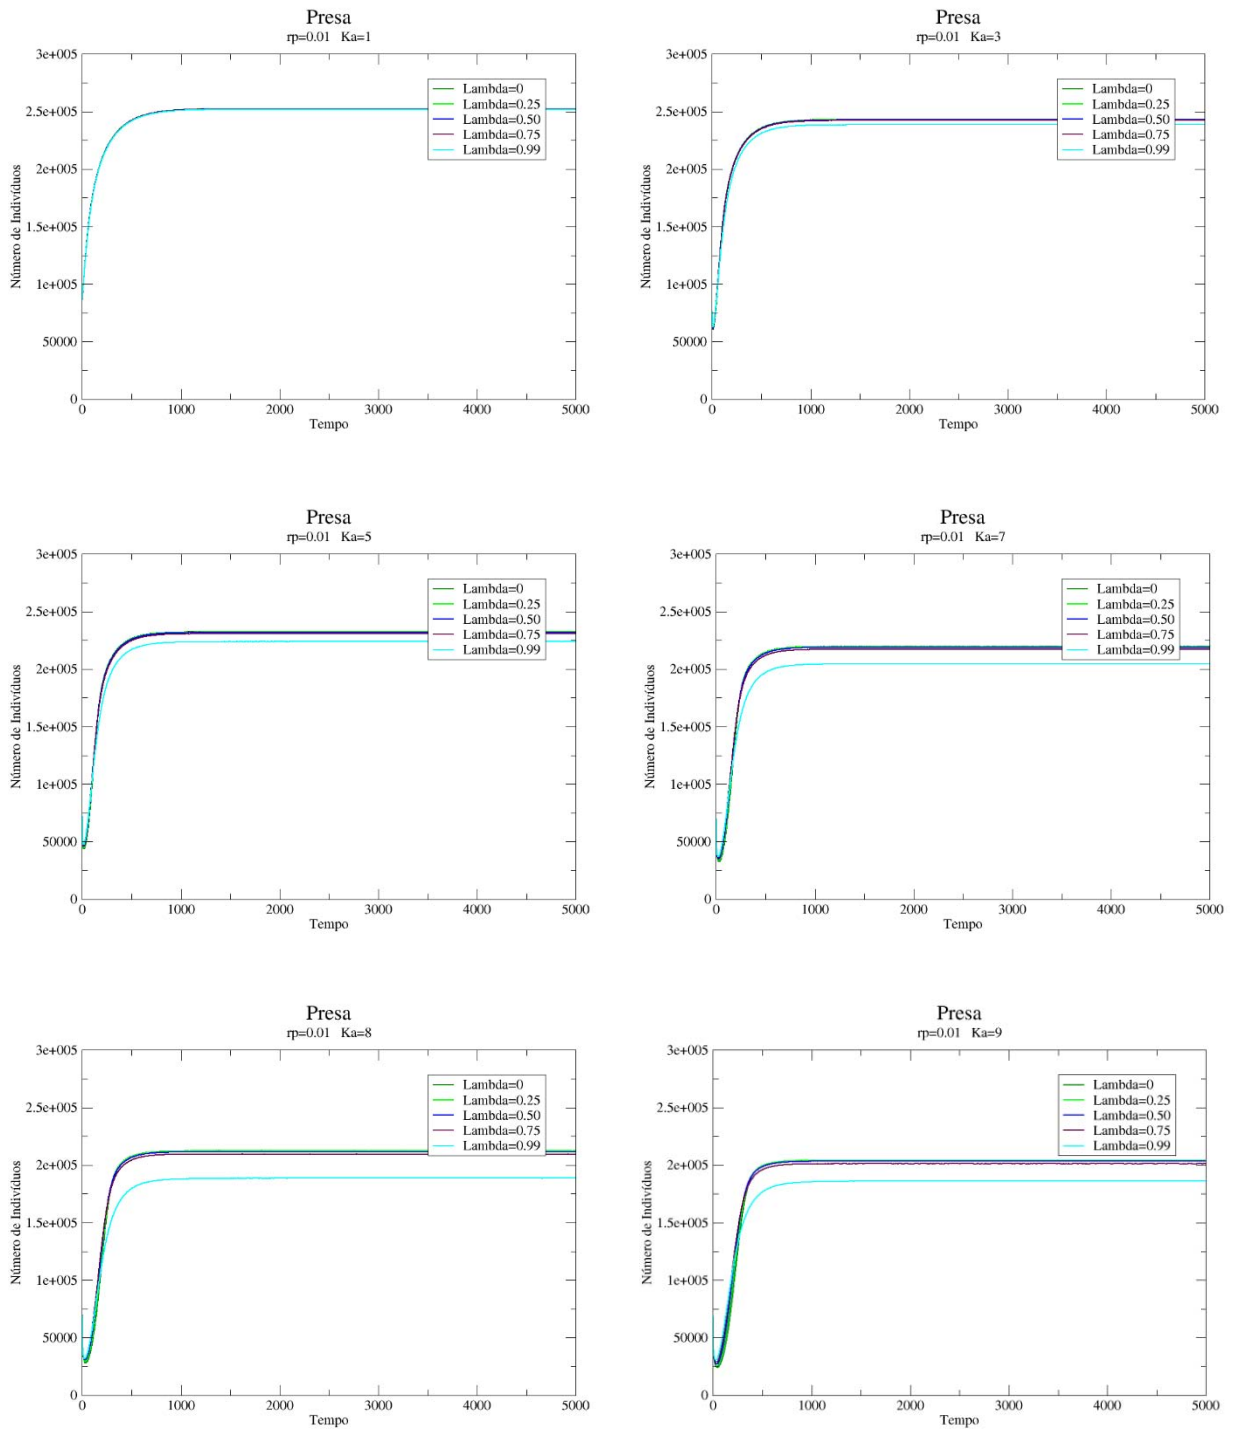 Presa
rp=0.01 Ka=1
3e+005
2.5e+005
2e+005
1.5e+005
1e+005
50000
0
Número de Indivíduos
Lambda=0
Lambda=0.25
Lambda=0.50
Lambda=0.75
Lambda=0.99
0 1000 2000 3000 4000 5000
Tempo
Presa
rp=0.01 Ka=3
3e+005
2.5e+005
2e+005
1.5e+005
1e+005
50000
0
Número de Indivíduos
Lambda=0
Lambda=0.25
Lambda=0.50
Lambda=0.75
Lambda=0.99
0 1000 2000 3000 4000 5000
Tempo
Presa
rp=0.01 Ka=5
3e+005
2.5e+005
2e+005
1.5e+005
1e+005
50000
0
Número de Indivíduos
Lambda=0
Lambda=0.25
Lambda=0.50
Lambda=0.75
Lambda=0.99
0 1000 2000 3000 4000 5000
Tempo
Presa
rp=0.01 Ka=7
3e+005
2.5e+005
2e+005
1.5e+005
1e+005
50000
0
Número de Indivíduos
Lambda=0
Lambda=0.25
Lambda=0.50
Lambda=0.75
Lambda=0.99
0 1000 2000 3000 4000 5000
Tempo
Presa
rp=0.01 Ka=8
3e+005
2.5e+005
2e+005
1.5e+005
1e+005
50000
0
Número de Indivíduos
Lambda=0
Lambda=0.25
Lambda=0.50
Lambda=0.75
Lambda=0.99
0 1000 2000 3000 4000 5000
Tempo
Presa
rp=0.01 Ka=9
3e+005
2.5e+005
2e+005
1.5e+005
1e+005
50000
0
Número de Indivíduos
Lambda=0
Lambda=0.25
Lambda=0.50
Lambda=0.75
Lambda=0.99
0 1000 2000 3000 4000 5000
Tempo